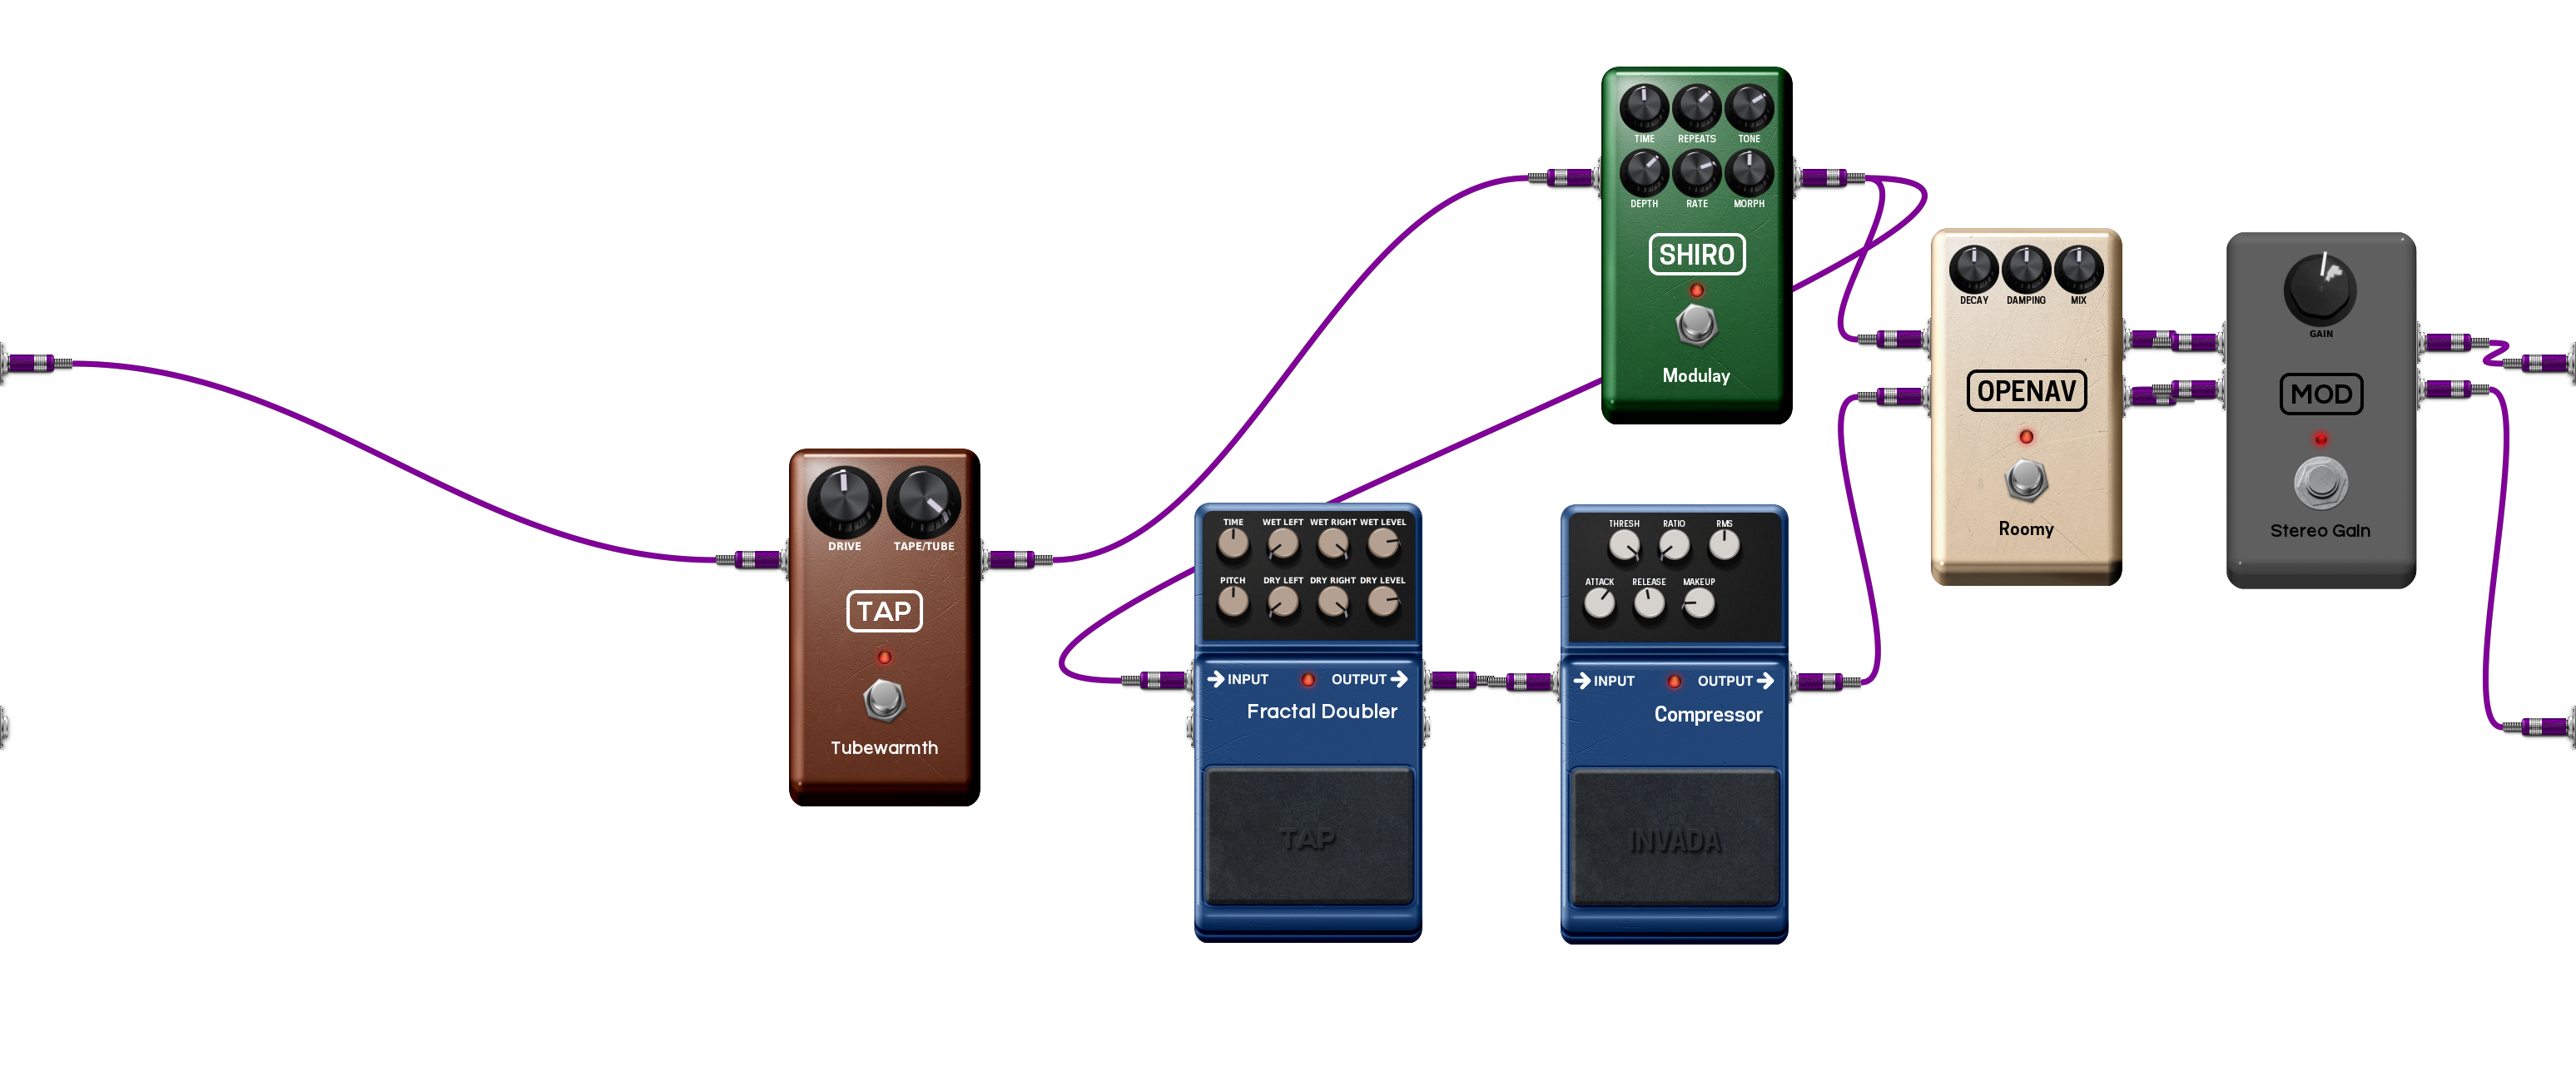 DRIVE TAPE/TUBE
TAP
Tubewarmth
TIME WET LEFT WET RIGHT WET LEVEL
PITCH DRY LEFT DRY RIGHT DRY LEVEL
INPUT OUTPUT
Fractal Doubler
TAP
TIME REPEATS TONE
DEPTH RATE MORPH
SHIRO
Modulay
THRESH RATIO RMS
ATTACK RELEASE MAKEUP
INPUT OUTPUT
Compressor
INVADA
DECAY DAMPING MIX
OPENAV
Roomy
GAIN
MOD
Stereo Gain